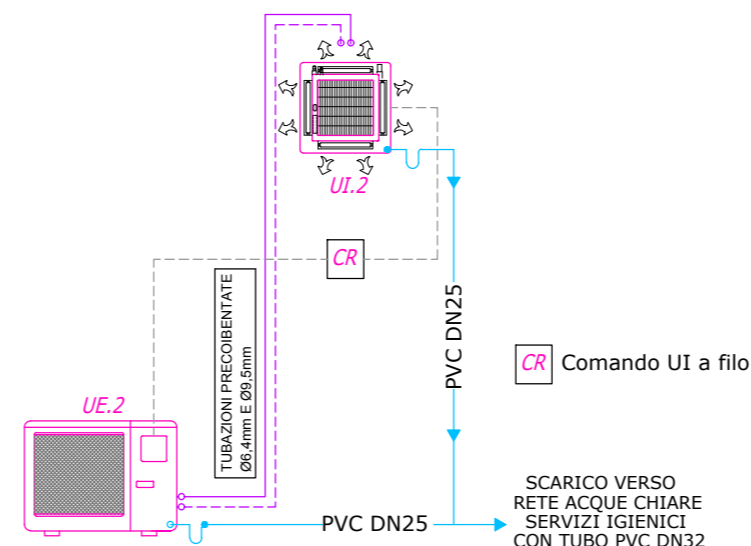 UI.2
CR
TUBAZIONI PRECOIBENTATE
Ø6,4mm E Ø9,5mm
PVC DN25
CR Comando UI a filo
UE.2
PVC DN25
SCARICO VERSO
RETE ACQUE CHIARE
SERVIZI IGIENICI
CON TUBO PVC DN32